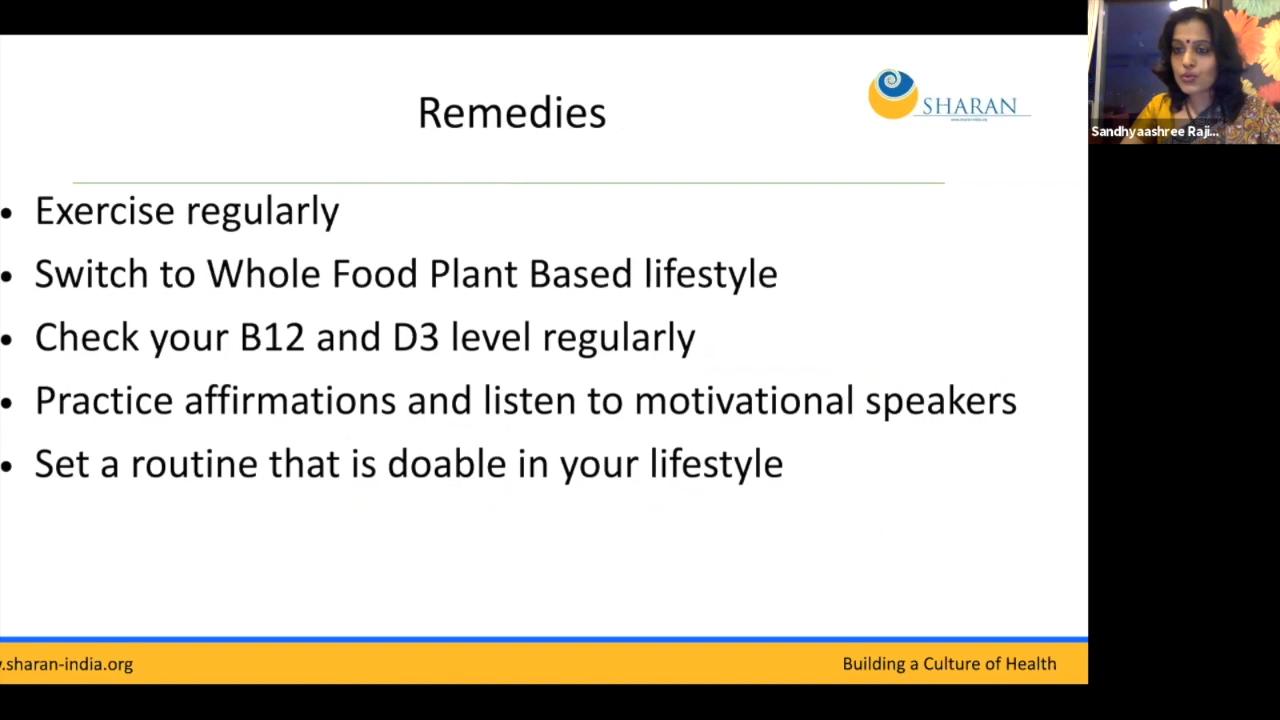 Remedies
SHARAN
Sandhyaashree Raji...
• Exercise regularly
• Switch to Whole Food Plant Based lifestyle
• Check your B12 and D3 level regularly
• Practice affirmations and listen to motivational speakers
• Set a routine that is doable in your lifestyle
.sharan-india.org
Building a Culture of Health